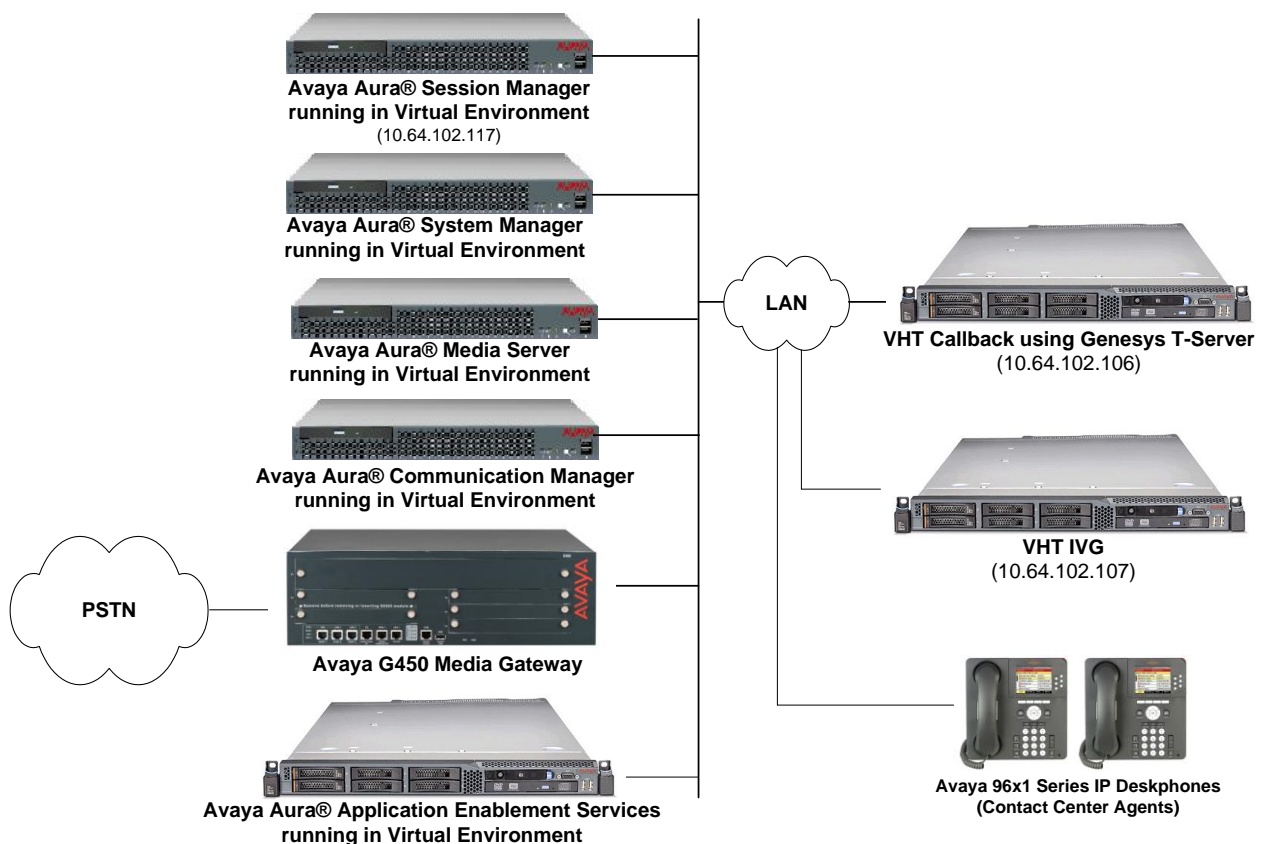 Avaya Aura® Session Manager
running in Virtual Environment
(10.64.102.117)
Avaya Aura® System Manager
running in Virtual Environment
Avaya Aura® Media Server
running in Virtual Environment
Avaya Aura® Communication Manager
running in Virtual Environment
PSTN
AVAYA
Avaya G450 Media Gateway
Avaya Aura® Application Enablement Services
running in Virtual Environment
LAN
VHT Callback using Genesys T-Server
(10.64.102.106)
VHT IVG
(10.64.102.107)
Avaya 96x1 Series IP Deskphones
(Contact Center Agents)